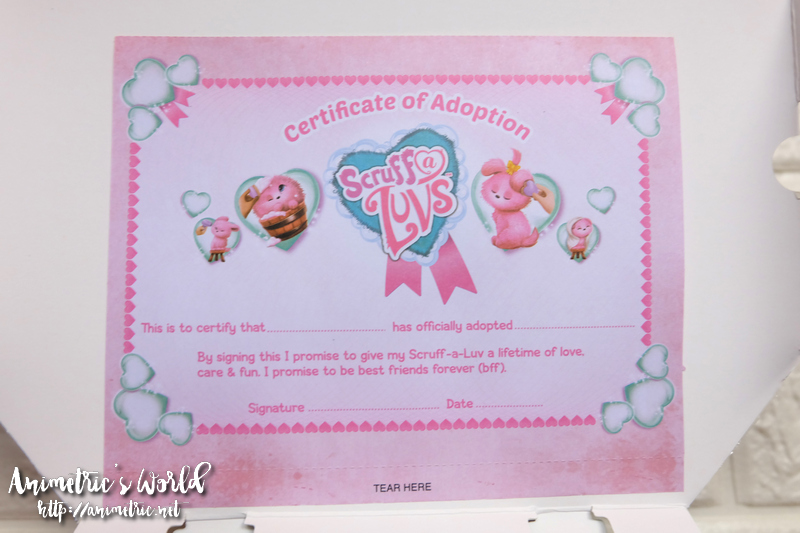 Certificate of Adoption
Scruff a
Luvs
This is to certify that.............................. has officially adopted..............................
By signing this I promise to give my Scruff-a-Luv a lifetime of love,
care & fun. I promise to be best friends forever (bff).
Signature .............................. Date ..................
TEAR HERE
Animetric's World
http://animetric.net